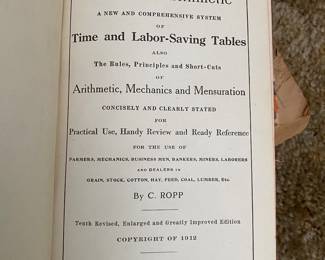 Arithmetic
A NEW AND COMPREHENSIVE SYSTEM
OF
Time and Labor-Saving Tables
ALSO
The Rules, Principles and Short-Cuts
OF
Arithmetic, Mechanics and Mensuration
CONCISELY AND CLEARLY STATED
FOR
Practical Use, Handy Review and Ready Reference
FOR THE USE OF
FARMERS, MECHANICS, BUSINESS MEN, BANKERS, MINERS, LABORERS
AND DEALERS IN
GRAIN, STOCK, COTTON, HAY, FEED, COAL, LUMBER, Etc.
By C. ROPP
Tenth Revised, Enlarged and Greatly Improved Edition
COPYRIGHT OF 1912